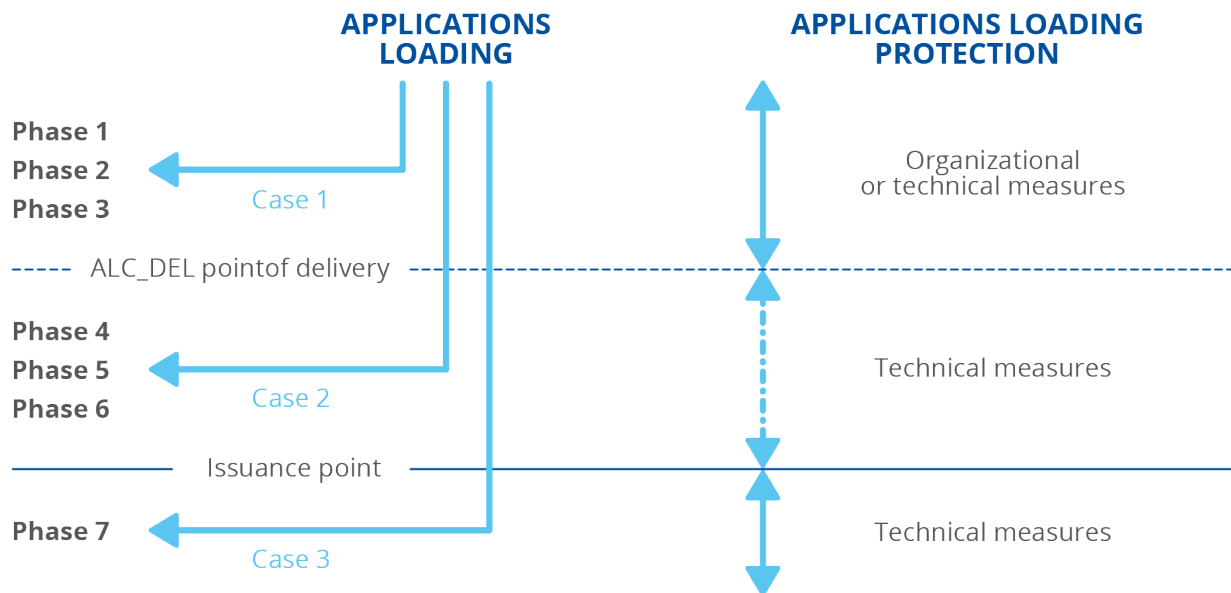 APPLICATIONS
LOADING
APPLICATIONS LOADING
PROTECTION
Phase 1
Phase 2
Phase 3
Case 1
Organizational
or technical measures
ALC_DEL pointof delivery
Phase 4
Phase 5
Phase 6
Case 2
Technical measures
Issuance point
Phase 7
Case 3
Technical measures